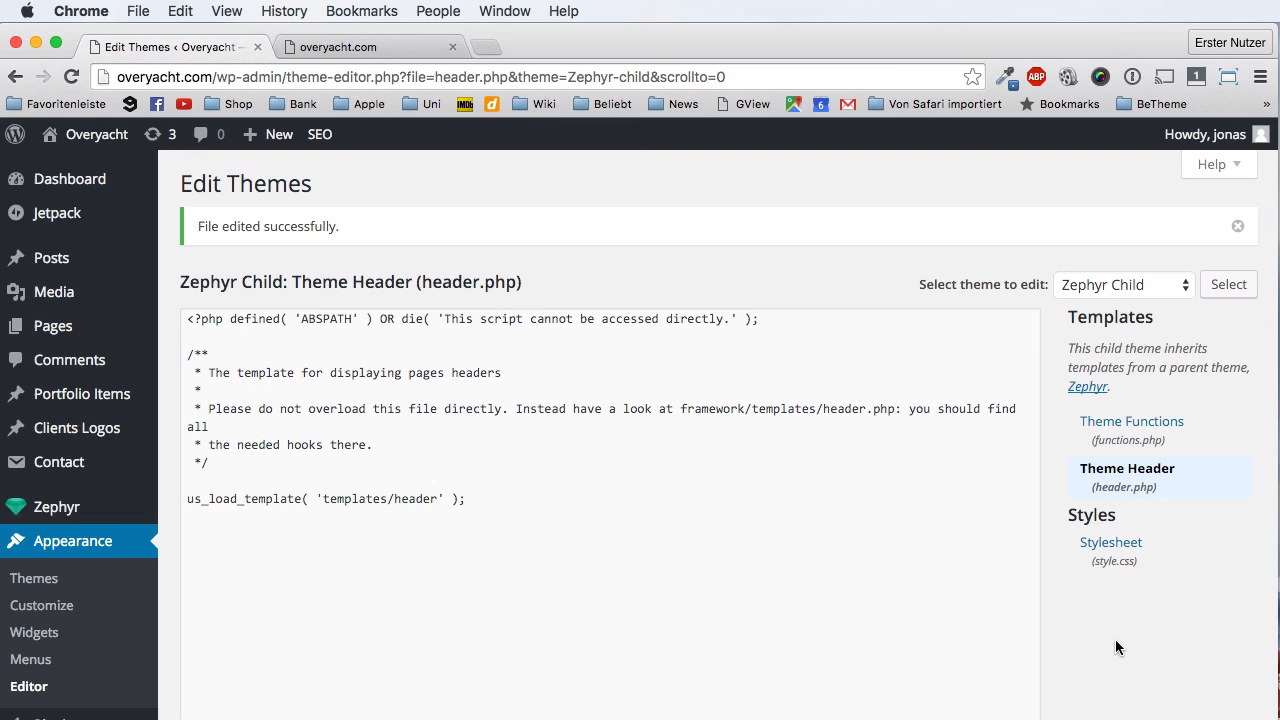 Chrome File Edit View History Bookmarks People Window Help
Edit Themes ‹ Overyacht — overyacht.com Erster Nutzer
overyacht.com/wp-admin/theme-editor.php?file=header.php&theme=Zephyr-child&scrollto=0 ABP 1
Favoritenleiste Shop Bank Apple Uni IMDb d Wiki Beliebt News GView 6 Von Safari importiert Bookmarks BeTheme »
Overyacht 3 0 New SEO Howdy, jonas
Help
Dashboard
Jetpack
Posts
Media
Pages
Comments
Portfolio Items
Clients Logos
Contact
Zephyr
Appearance
Themes
Customize
Widgets
Menus
Editor
Edit Themes
File edited successfully.
Zephyr Child: Theme Header (header.php) Select theme to edit: Zephyr Child Select
<?php defined( 'ABSPATH' ) OR die( 'This script cannot be accessed directly.' );
/**
* The template for displaying pages headers
*
* Please do not overload this file directly. Instead have a look at framework/templates/header.php: you should find
all
* the needed hooks there.
*/
us_load_template( 'templates/header' );
Templates
This child theme inherits
templates from a parent theme,
Zephyr.
Theme Functions
(functions.php)
Theme Header
(header.php)
Styles
Stylesheet
(style.css)